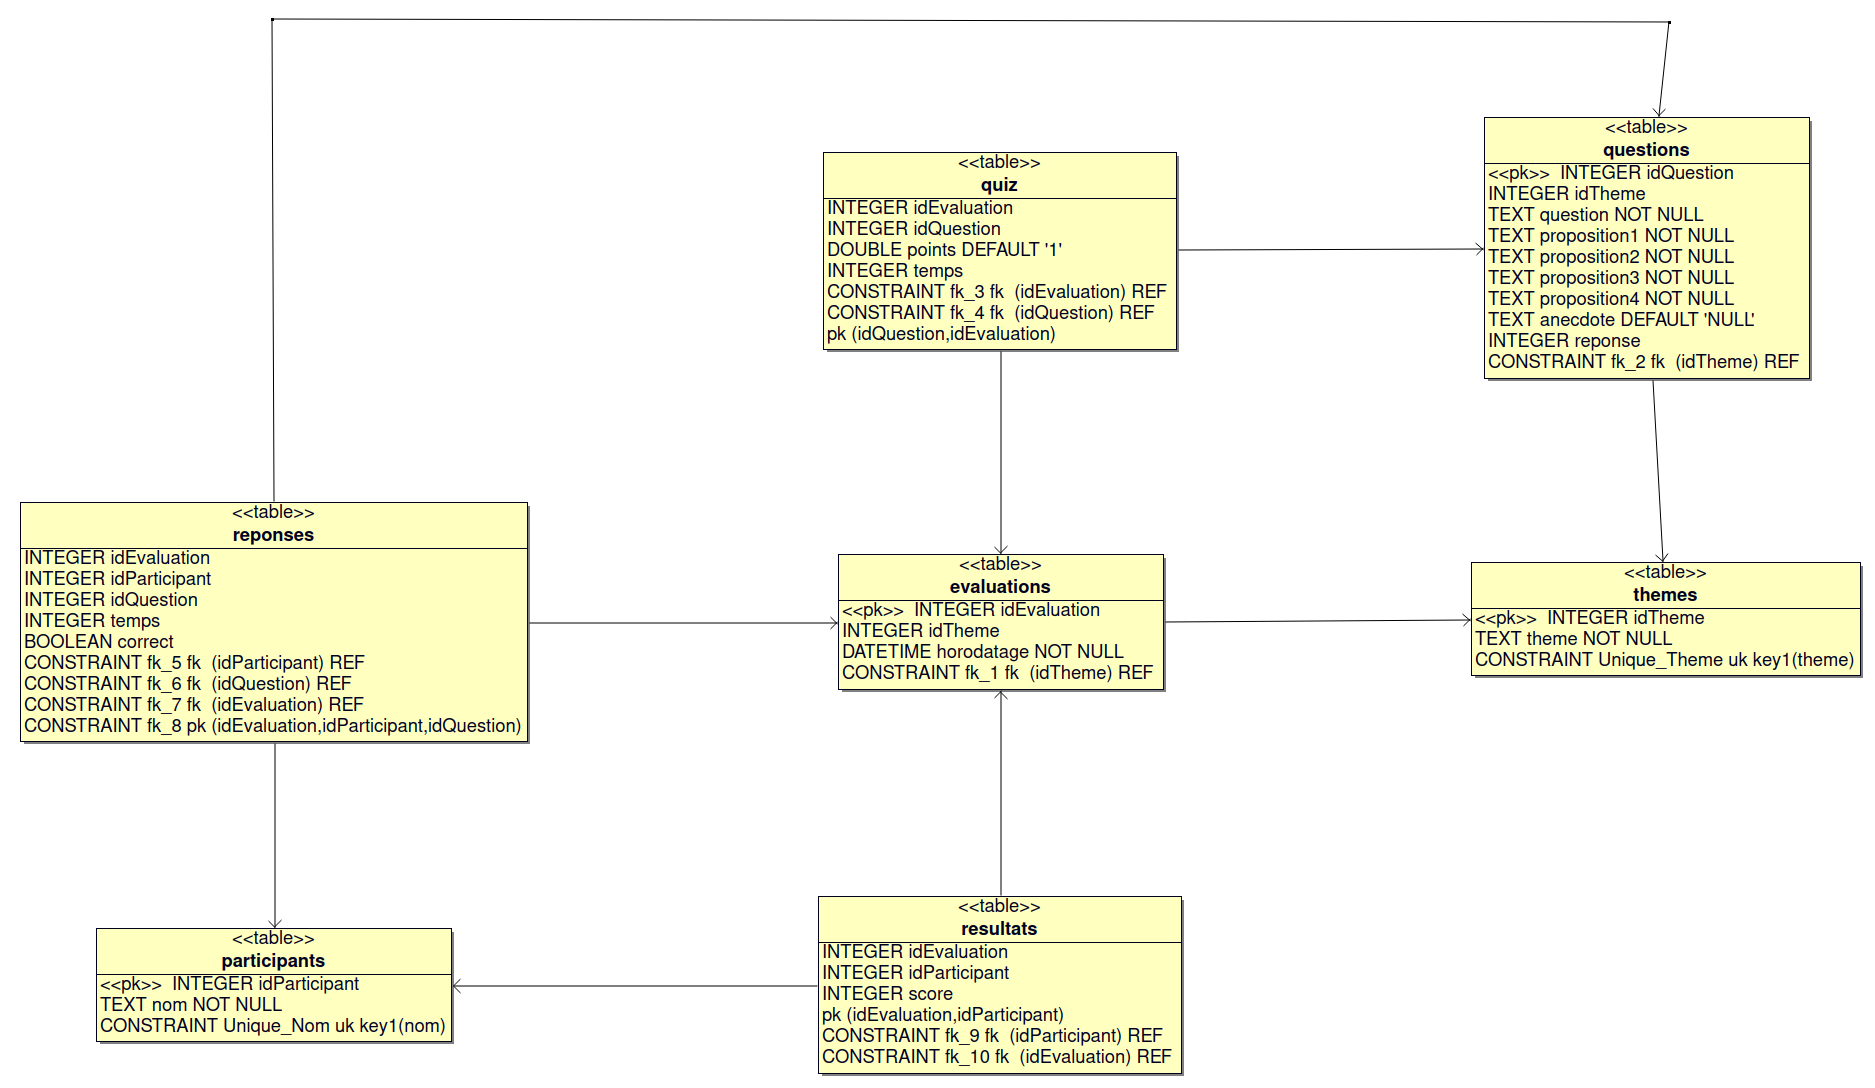 <<table>>
quiz
INTEGER idEvaluation
INTEGER idQuestion
DOUBLE points DEFAULT '1'
INTEGER temps
CONSTRAINT fk_3 fk  (idEvaluation) REF
CONSTRAINT fk_4 fk  (idQuestion) REF
pk (idQuestion,idEvaluation)
<<table>>
questions
<<pk>>  INTEGER idQuestion
INTEGER idTheme
TEXT question NOT NULL
TEXT proposition1 NOT NULL
TEXT proposition2 NOT NULL
TEXT proposition3 NOT NULL
TEXT proposition4 NOT NULL
TEXT anecdote DEFAULT 'NULL'
INTEGER reponse
CONSTRAINT fk_2 fk  (idTheme) REF
<<table>>
reponses
INTEGER idEvaluation
INTEGER idParticipant
INTEGER idQuestion
INTEGER temps
BOOLEAN correct
CONSTRAINT fk_5 fk  (idParticipant) REF
CONSTRAINT fk_6 fk  (idQuestion) REF
CONSTRAINT fk_7 fk  (idEvaluation) REF
CONSTRAINT fk_8 pk (idEvaluation,idParticipant,idQuestion)
<<table>>
evaluations
<<pk>>  INTEGER idEvaluation
INTEGER idTheme
DATETIME horodatage NOT NULL
CONSTRAINT fk_1 fk  (idTheme) REF
<<table>>
themes
<<pk>>  INTEGER idTheme
TEXT theme NOT NULL
CONSTRAINT Unique_Theme uk key1(theme)
<<table>>
participants
<<pk>>  INTEGER idParticipant
TEXT nom NOT NULL
CONSTRAINT Unique_Nom uk key1(nom)
<<table>>
resultats
INTEGER idEvaluation
INTEGER idParticipant
INTEGER score
pk (idEvaluation,idParticipant)
CONSTRAINT fk_9 fk  (idParticipant) REF
CONSTRAINT fk_10 fk  (idEvaluation) REF